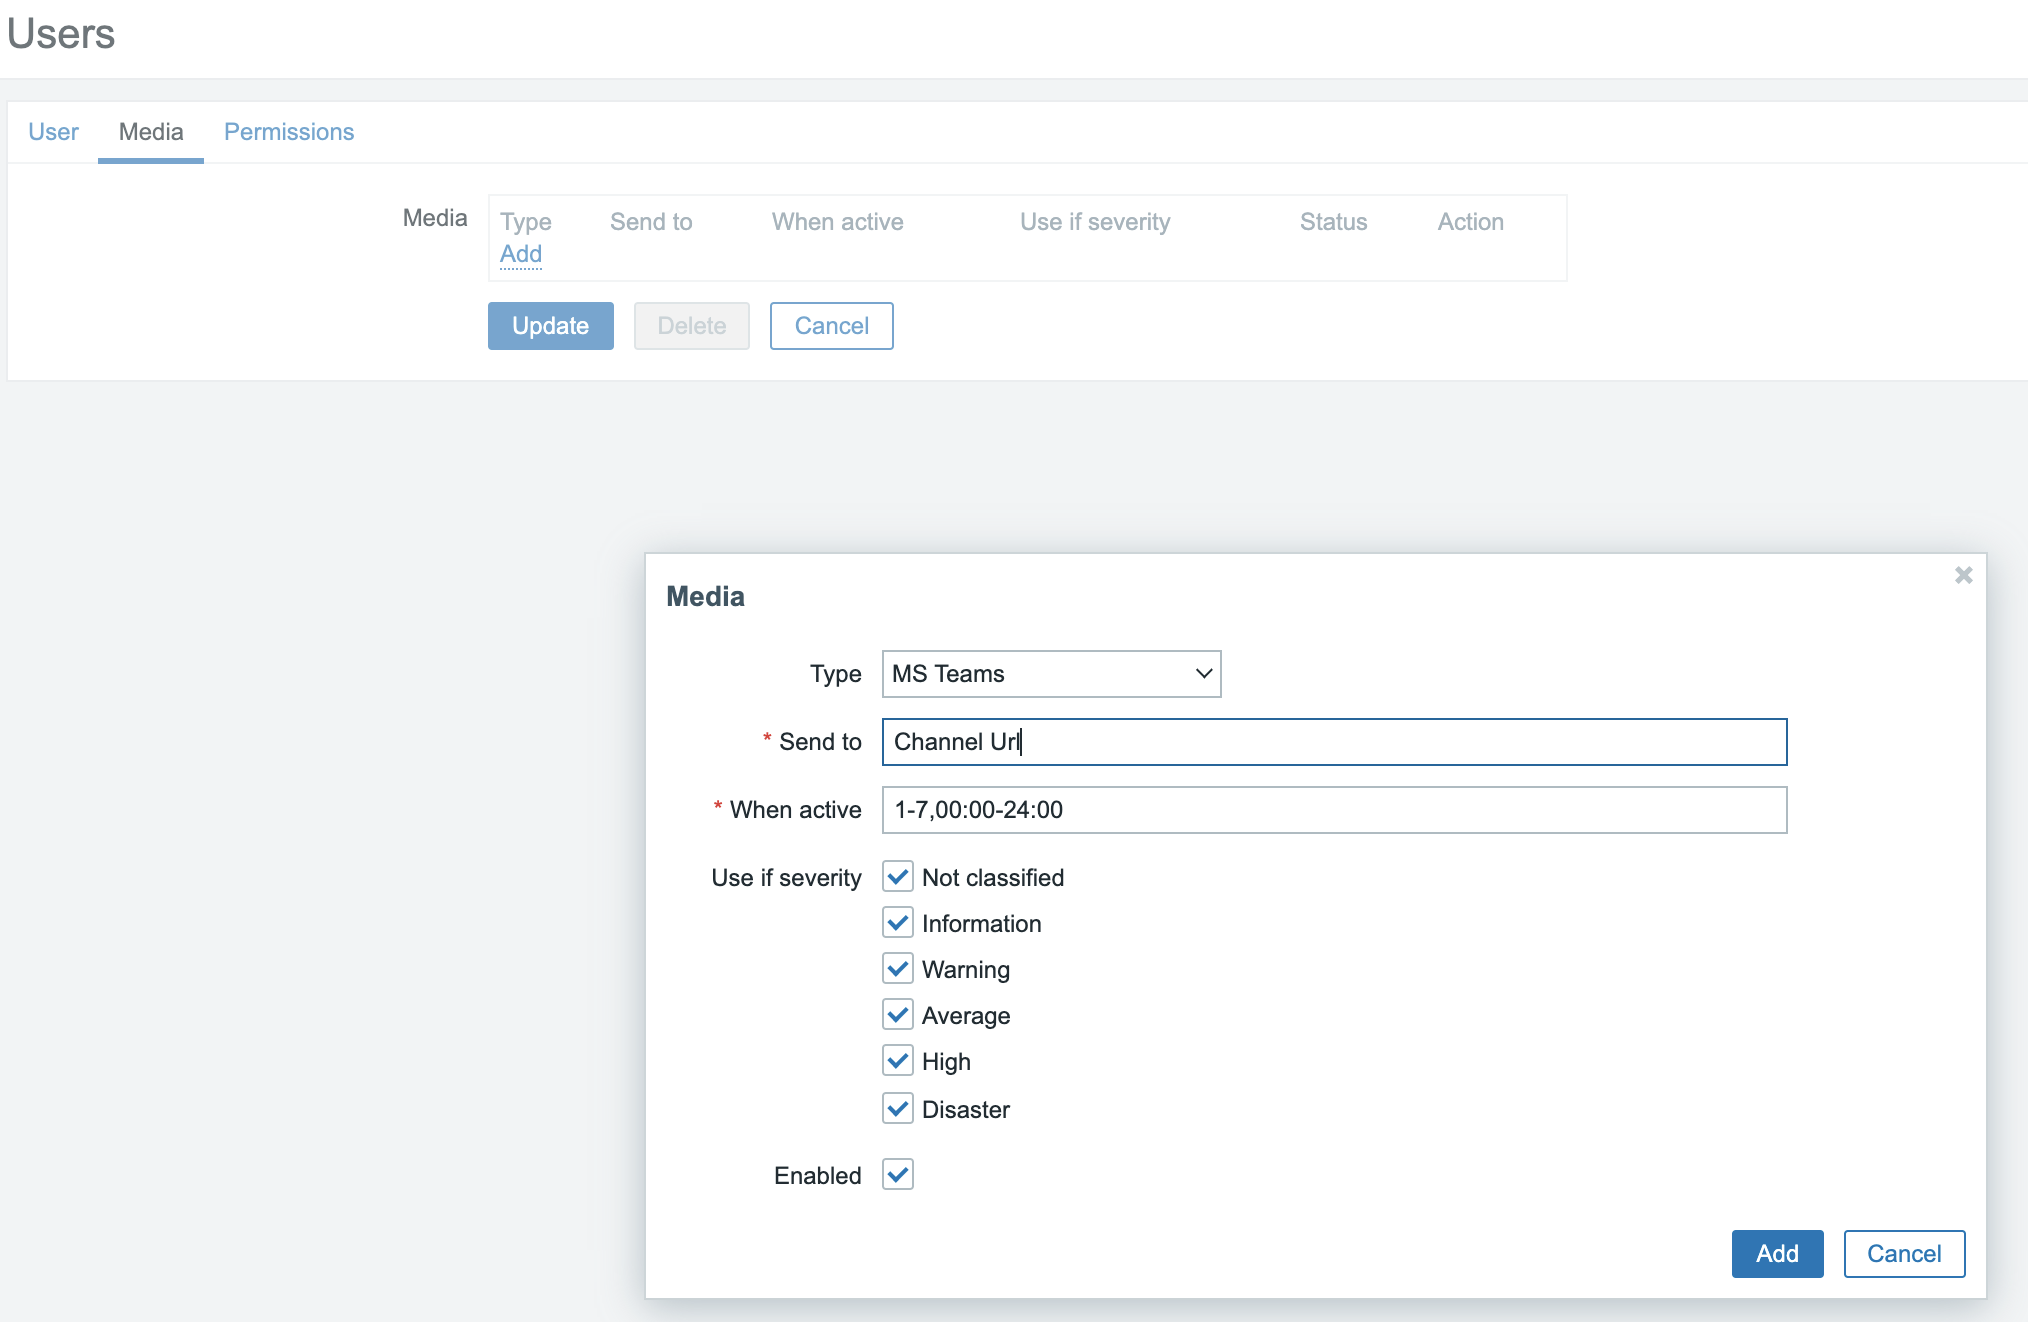 Users
User Media Permissions
Media Type Send to When active Use if severity Status Action
Add
Update Delete Cancel
Media
Type MS Teams
* Send to Channel Url
* When active 1-7,00:00-24:00
Use if severity Not classified
Information
Warning
Average
High
Disaster
Enabled
Add Cancel